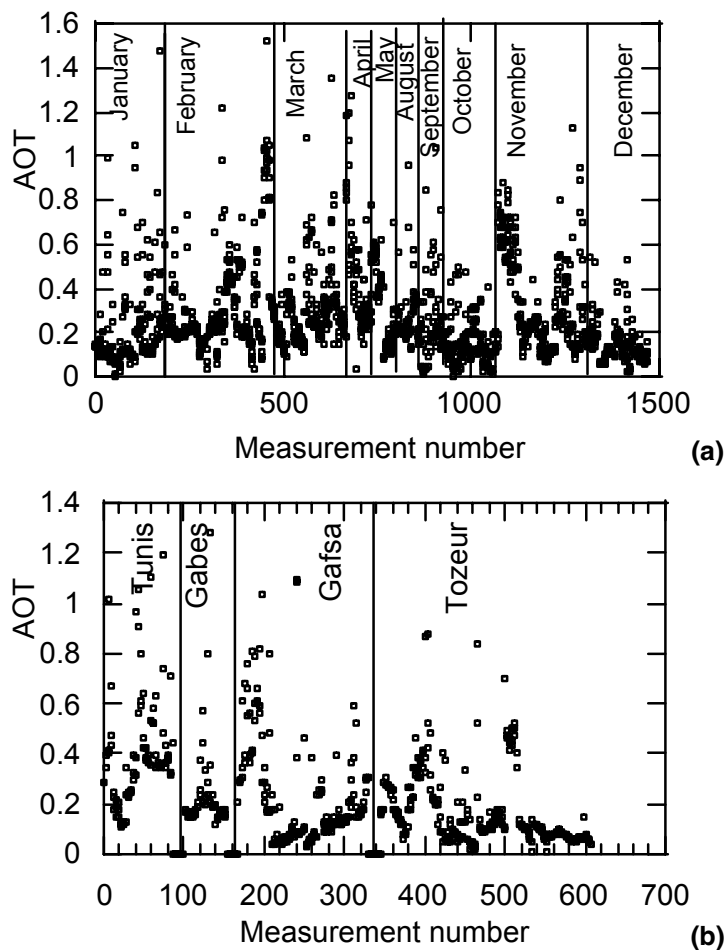 1.6
1.4
1.2
1
0.8
0.6
0.4
0.2
0
AOT
January
February
March
April
May
August
September
October
November
December
0
500
1000
1500
Measurement number
(a)
1.4
1.2
1
0.8
0.6
0.4
0.2
0
AOT
Tunis
Gabes
Gafsa
Tozeur
0
100
200
300
400
500
600
700
Measurement number
(b)